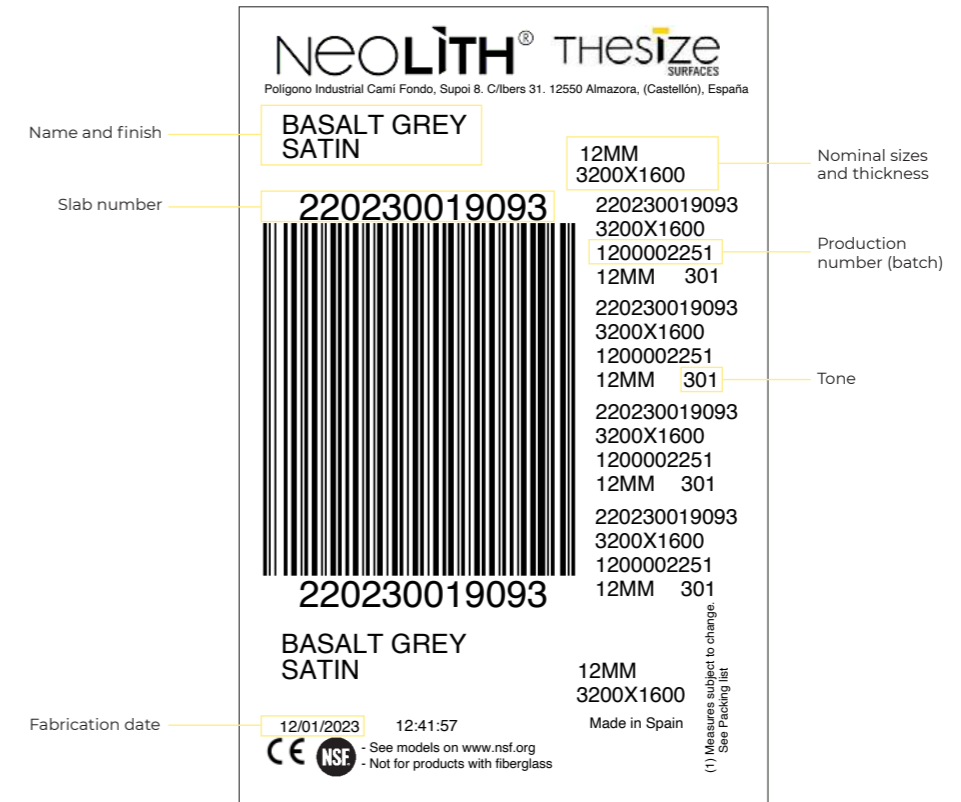 NEOLÌTH® THESIZE
SURFACES
Poligono Industrial Camí Fondo, Supoi 8. C/Ibers 31. 12550 Almazora, (Castellón), España
Name and finish
BASALT GREY
SATIN
12MM
3200X1600
Nominal sizes
and thickness
Slab number
220230019093
220230019093
3200X1600
1200002251
12MM 301
Production
number (batch)
220230019093
3200X1600
1200002251
12MM 301
Tone
220230019093
3200X1600
1200002251
12MM 301
220230019093
3200X1600
1200002251
12MM 301
220230019093
BASALT GREY
SATIN
12MM
3200X1600
(1) Measures subject to change.
See Packing list
Fabrication date
12/01/2023 12:41:57
Made in Spain
CE NSF.
- See models on www.nsf.org
- Not for products with fiberglass